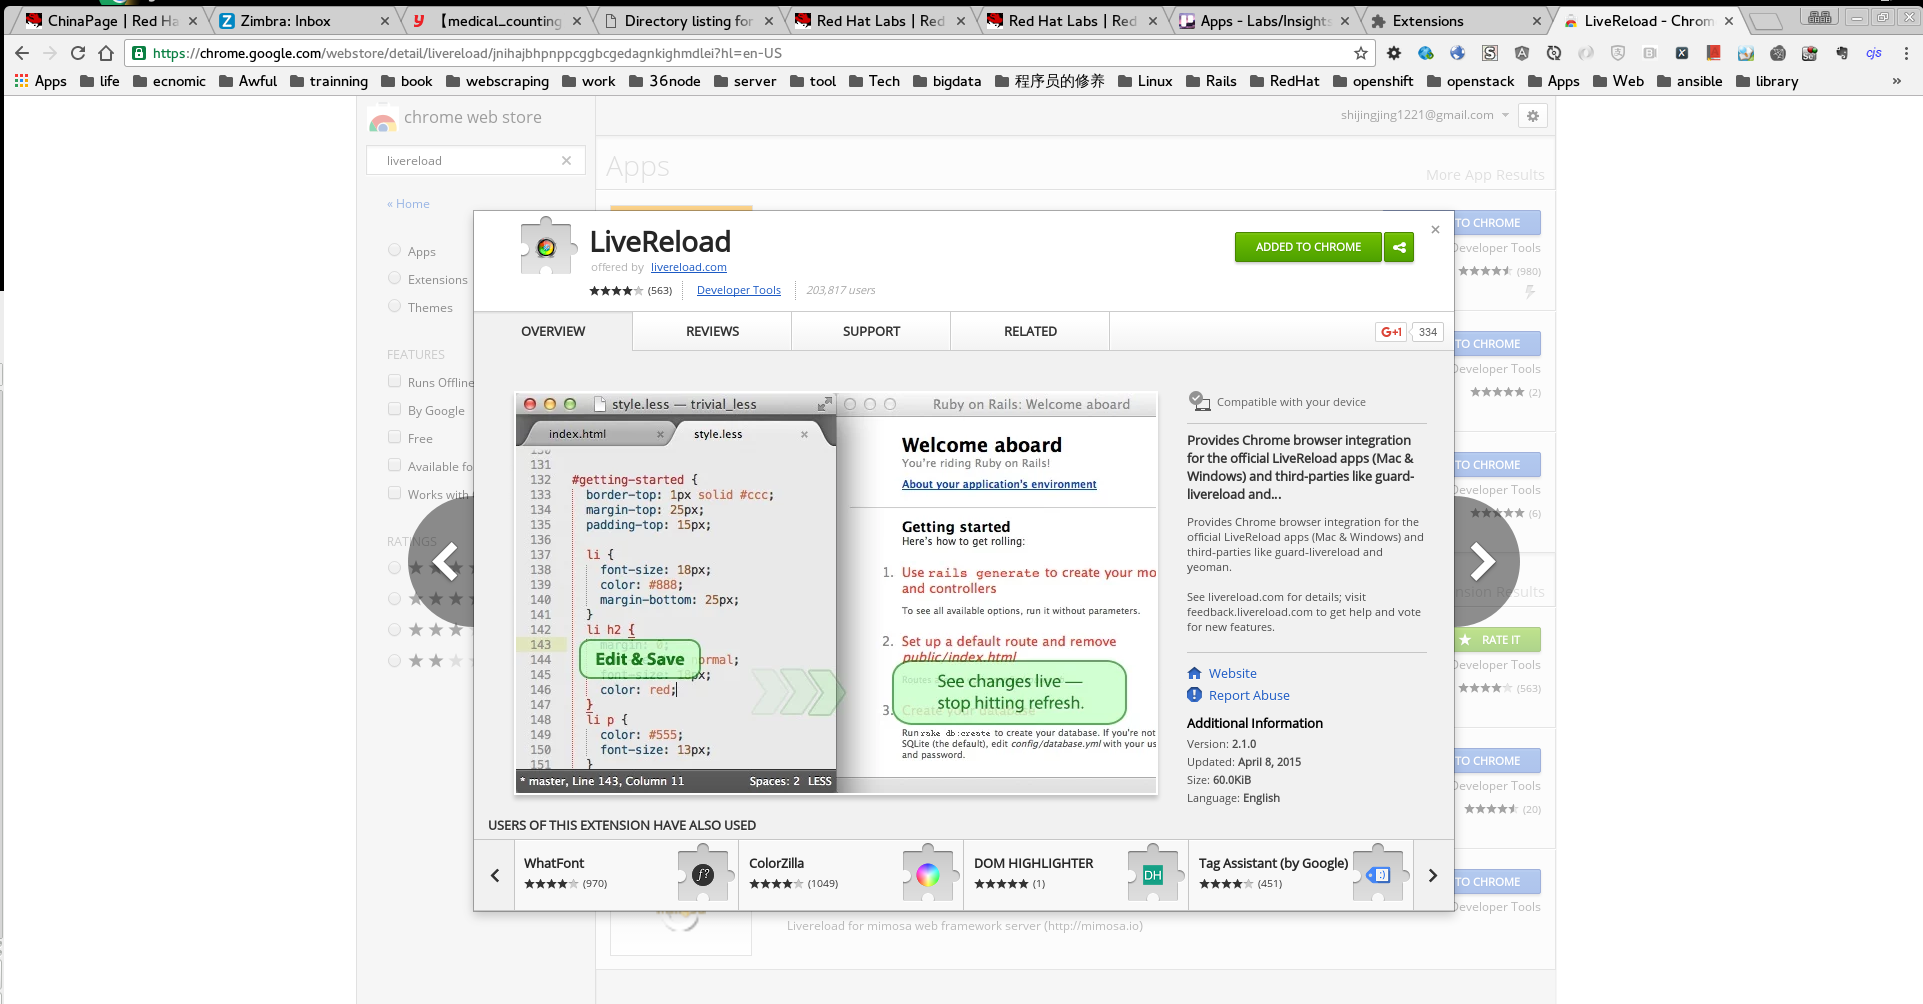 ChinaPage | Red Ha
Zimbra: Inbox
【medical_counting
Directory listing for
Red Hat Labs | Red
Red Hat Labs | Red
Apps - Labs/Insights
Extensions
LiveReload - Chrom
https://chrome.google.com/webstore/detail/livereload/jnihajbhpnppcggbcgedagnkighmdlei?hl=en-US
Apps life ecnomic Awful trainning book webscraping work 36node server tool Tech bigdata 程序员的修养 Linux Rails RedHat openshift openstack Apps Web ansible library »
chrome web store
shijingjing1221@gmail.com
livereload
« Home
Apps
Extensions
Themes
FEATURES
Runs Offline
By Google
Free
Available fo
Works with
RATINGS
Apps
More App Results
LiveReload
offered by livereload.com
(563) Developer Tools 203,817 users
ADDED TO CHROME
OVERVIEW REVIEWS SUPPORT RELATED
G+1 334
style.less — trivial_less
index.html style.less
131
132 #getting-started {
133 border-top: 1px solid #ccc;
134 margin-top: 25px;
135 padding-top: 15px;
136
137 li {
138 font-size: 18px;
139 color: #888;
140 margin-bottom: 25px;
141 }
142 li h2 {
143 margin: 0;
144 normal;
145 font-size: 18px;
146 color: red;
147 }
148 li p {
149 color: #555;
150 font-size: 13px;
151 }
Edit & Save
* master, Line 143, Column 11 Spaces: 2 LESS
Ruby on Rails: Welcome aboard
Welcome aboard
You're riding Ruby on Rails!
About your application's environment
Getting started
Here's how to get rolling:
1. Use rails generate to create your mo
and controllers
To see all available options, run it without parameters.
2. Set up a default route and remove
public/index.html
See changes live —
stop hitting refresh.
3. Create your database
Run rake db:create to create your database. If you're not
SQLite (the default), edit config/database.yml with your us
and password.
Compatible with your device
Provides Chrome browser integration
for the official LiveReload apps (Mac &
Windows) and third-parties like guard-
livereload and...
Provides Chrome browser integration for the
official LiveReload apps (Mac & Windows) and
third-parties like guard-livereload and
yeoman.
See livereload.com for details; visit
feedback.livereload.com to get help and vote
for new features.
Website
Report Abuse
Additional Information
Version: 2.1.0
Updated: April 8, 2015
Size: 60.0KiB
Language: English
USERS OF THIS EXTENSION HAVE ALSO USED
WhatFont
(970)
ColorZilla
(1049)
DOM HIGHLIGHTER
(1)
DH
Tag Assistant (by Google)
(451)
TO CHROME
Developer Tools
(980)
TO CHROME
Developer Tools
(2)
TO CHROME
Developer Tools
(6)
Results
RATE IT
Developer Tools
(563)
TO CHROME
Developer Tools
(20)
TO CHROME
Developer Tools
Livereload for mimosa web framework server (http://mimosa.io)